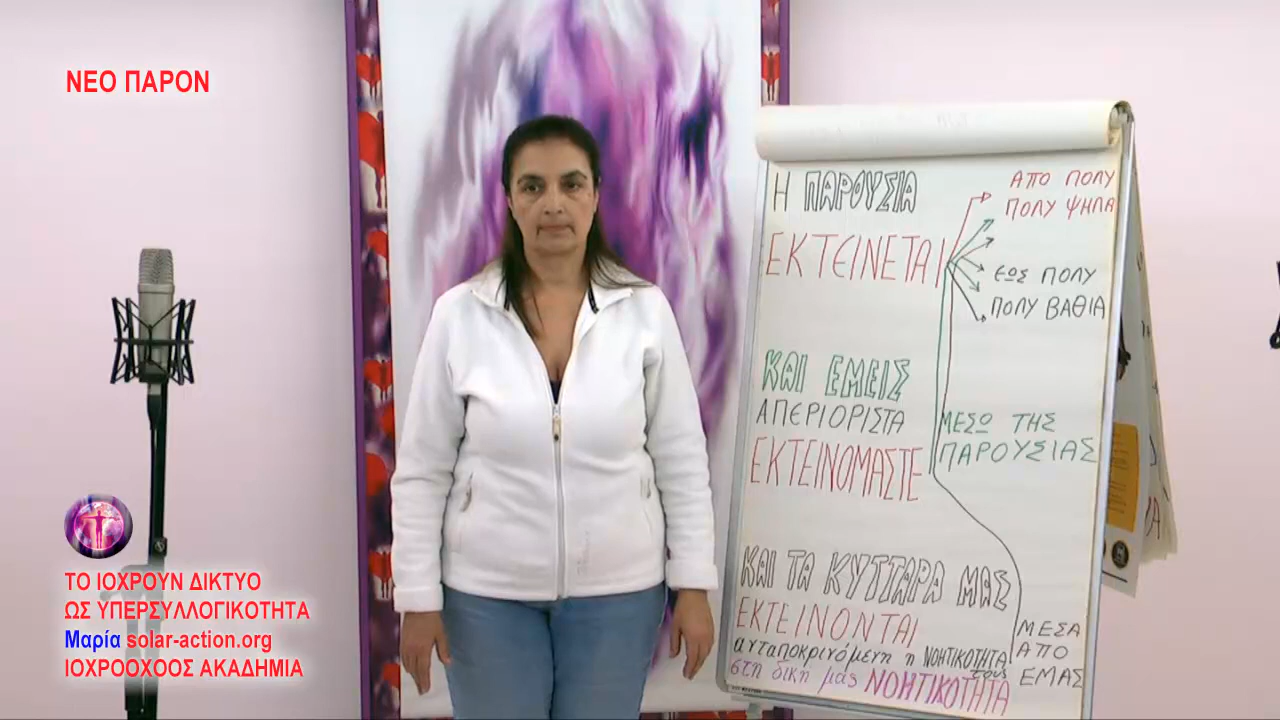 ΝΕΟ ΠΑΡΟΝ
Η ΠΑΡΟΥΣΙΑ
ΕΚΤΕΙΝΕΤΑΙ
ΑΠΟ ΠΟΛΥ
ΠΟΛΥ ΨΗΛΑ
ΕΩΣ ΠΟΛΥ
ΠΟΛΥ ΒΑΘΙΑ
ΚΑΙ ΕΜΕΙΣ
ΑΠΕΡΙΟΡΙΣΤΑ
ΕΚΤΕΙΝΟΜΑΣΤΕ
ΜΕΣΩ ΤΗΣ
ΠΑΡΟΥΣΙΑΣ
ΚΑΙ ΤΑ ΚΥΤΤΑΡΑ ΜΑΣ
ΕΚΤΕΙΝΟΝΤΑΙ
ανταποκρινόμενη η ΝΟΗΤΙΚΟΤΗΤΑ
τους
στη δική μας ΝΟΗΤΙΚΟΤΗΤΑ
ΜΕΣΑ
ΑΠΟ
ΕΜΑΣ
ΤΟ ΙΟΧΡΟΥΝ ΔΙΚΤΥΟ
ΩΣ ΥΠΕΡΣΥΛΛΟΓΙΚΟΤΗΤΑ
Μαρία solar-action.org
ΙΟΧΡΟΟΧΟΟΣ ΑΚΑΔΗΜΙΑ